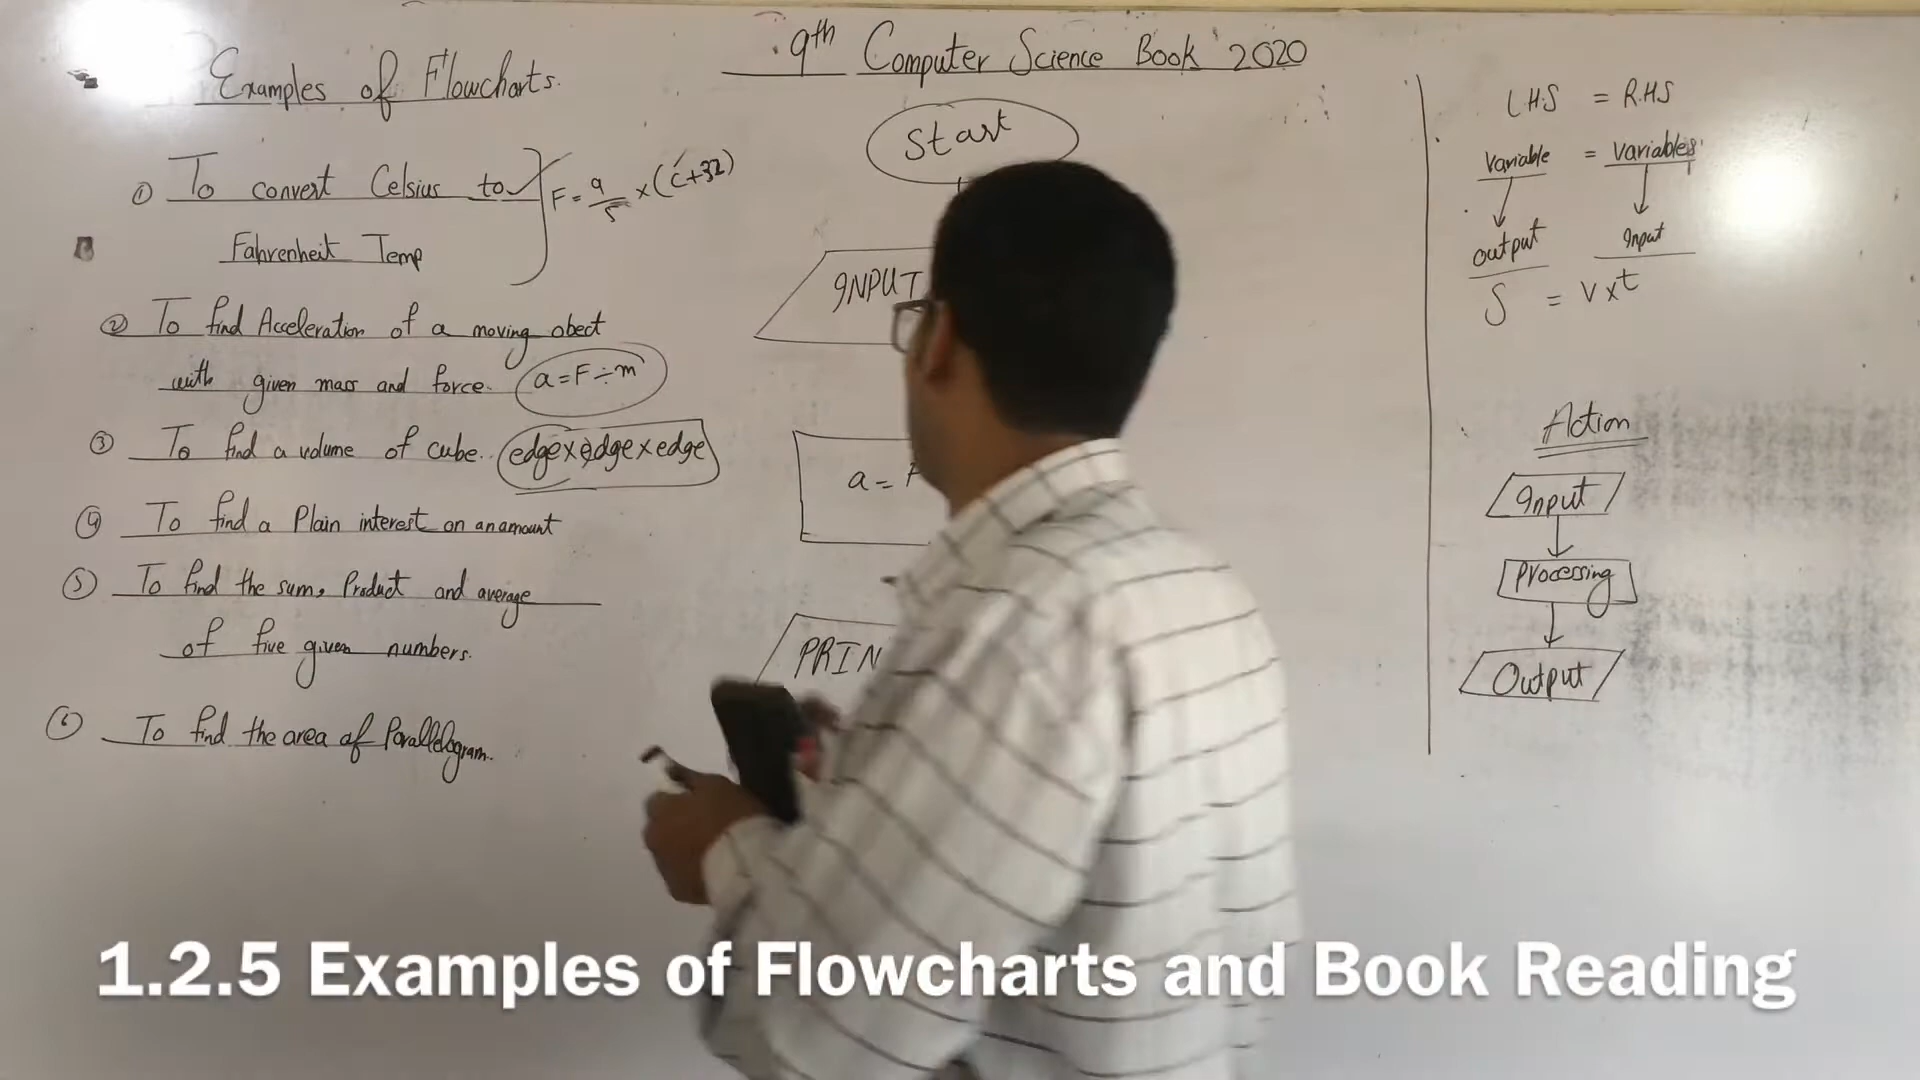 Examples of Flowcharts.
① To convert Celsius to
Fahrenheit Temp
F = 9/5 × (C+32)
② To find Acceleration of a moving obect
with given mass and force.
a = F ÷ m
③ To find a volume of cube.
edge×edge×edge
④ To find a Plain interest on an amount
⑤ To find the sum, Product and average
of five given numbers.
⑥ To find the area of Parallelogram.
9th Computer Science Book 2020
Start
INPUT
a =
PRIN
L.H.S = R.H.S
Variable = Variables
output Input
S = v×t
Action
Input
Processing
Output
1.2.5 Examples of Flowcharts and Book Reading